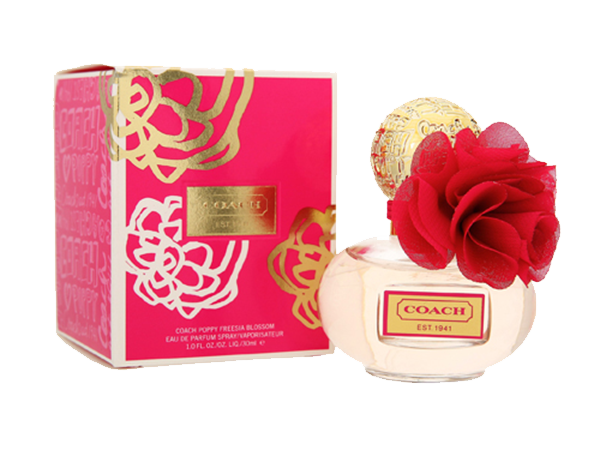 COACH
EST. 1941
COACH POPPY FREESIA BLOSSOM
EAU DE PARFUM SPRAY/VAPORISATEUR
1.0 FL. OZ./OZ. LIQ./30ml e
COACH
EST. 1941